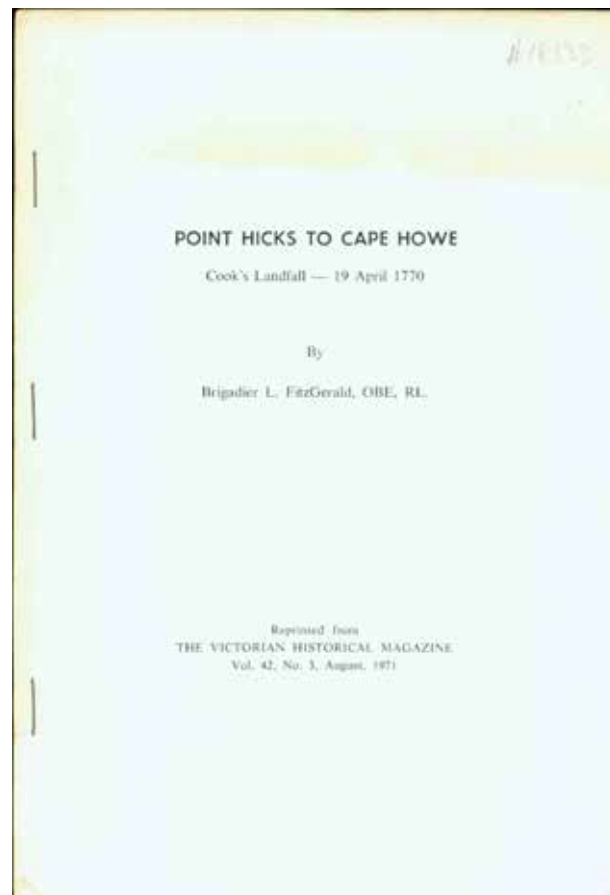 POINT HICKS TO CAPE HOWE
Cook's Landfall — 19 April 1770
By
Brigadier L. FitzGerald, OBE, RL.
Reprinted from
THE VICTORIAN HISTORICAL MAGAZINE
Vol. 42, No. 3, August, 1971